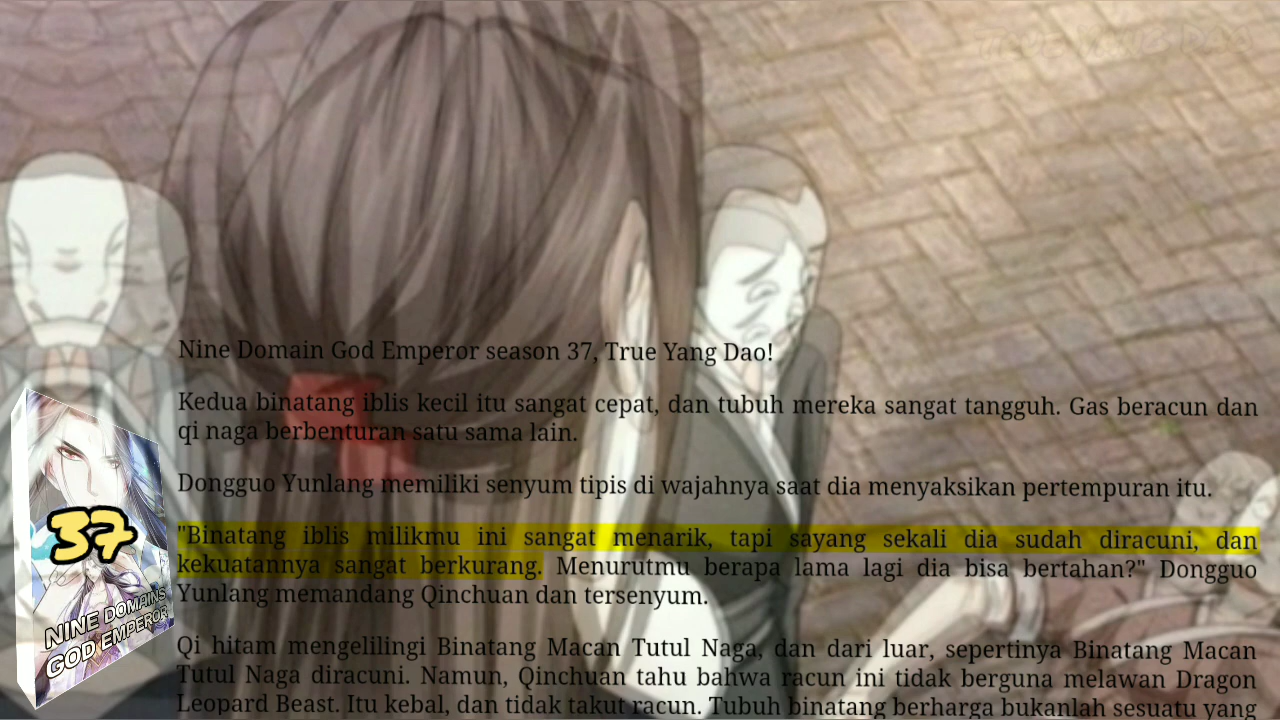 Nine Domain God Emperor season 37, True Yang Dao!
Kedua binatang iblis kecil itu sangat cepat, dan tubuh mereka sangat tangguh. Gas beracun dan
qi naga berbenturan satu sama lain.
Dongguo Yunlang memiliki senyum tipis di wajahnya saat dia menyaksikan pertempuran itu.
"Binatang iblis milikmu ini sangat menarik, tapi sayang sekali dia sudah diracuni, dan
kekuatannya sangat berkurang. Menurutmu berapa lama lagi dia bisa bertahan?" Dongguo
Yunlang memandang Qinchuan dan tersenyum.
Qi hitam mengelilingi Binatang Macan Tutul Naga, dan dari luar, sepertinya Binatang Macan
Tutul Naga diracuni. Namun, Qinchuan tahu bahwa racun ini tidak berguna melawan Dragon
Leopard Beast. Itu kebal, dan tidak takut racun. Tubuh binatang berharga bukanlah sesuatu yang
37
NINE DOMAINS
GOD EMPEROR